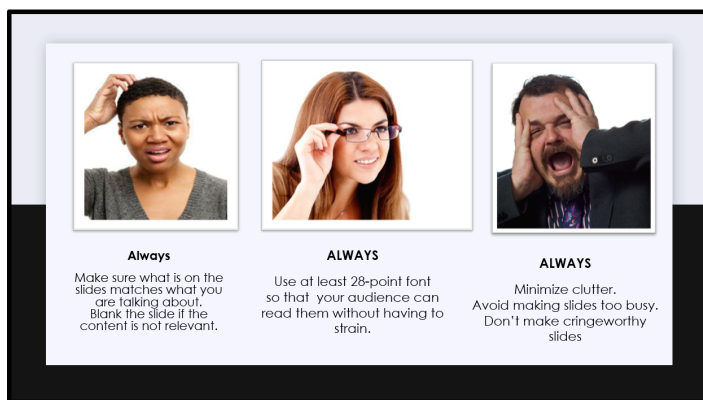 Always
Make sure what is on the
slides matches what you
are talking about.
Blank the slide if the
content is not relevant.
ALWAYS
Use at least 28-point font
so that  your audience can
read them without having to
strain.
ALWAYS
Minimize clutter.
Avoid making slides too busy.
Don't make cringeworthy
slides